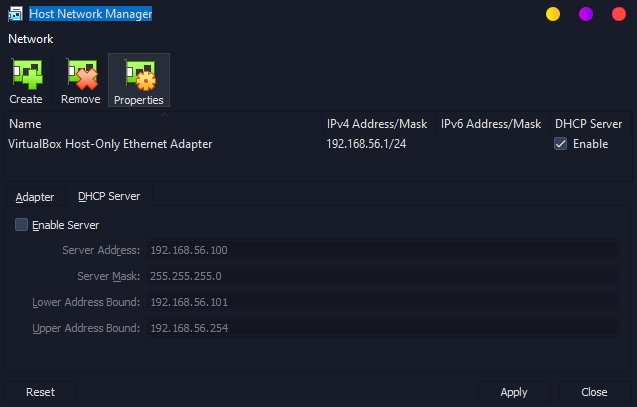 Host Network Manager
Network
Create Remove Properties
Name IPv4 Address/Mask IPv6 Address/Mask DHCP Server
VirtualBox Host-Only Ethernet Adapter 192.168.56.1/24 Enable
Adapter DHCP Server
Enable Server
Server Address: 192.168.56.100
Server Mask: 255.255.255.0
Lower Address Bound: 192.168.56.101
Upper Address Bound: 192.168.56.254
Reset Apply Close